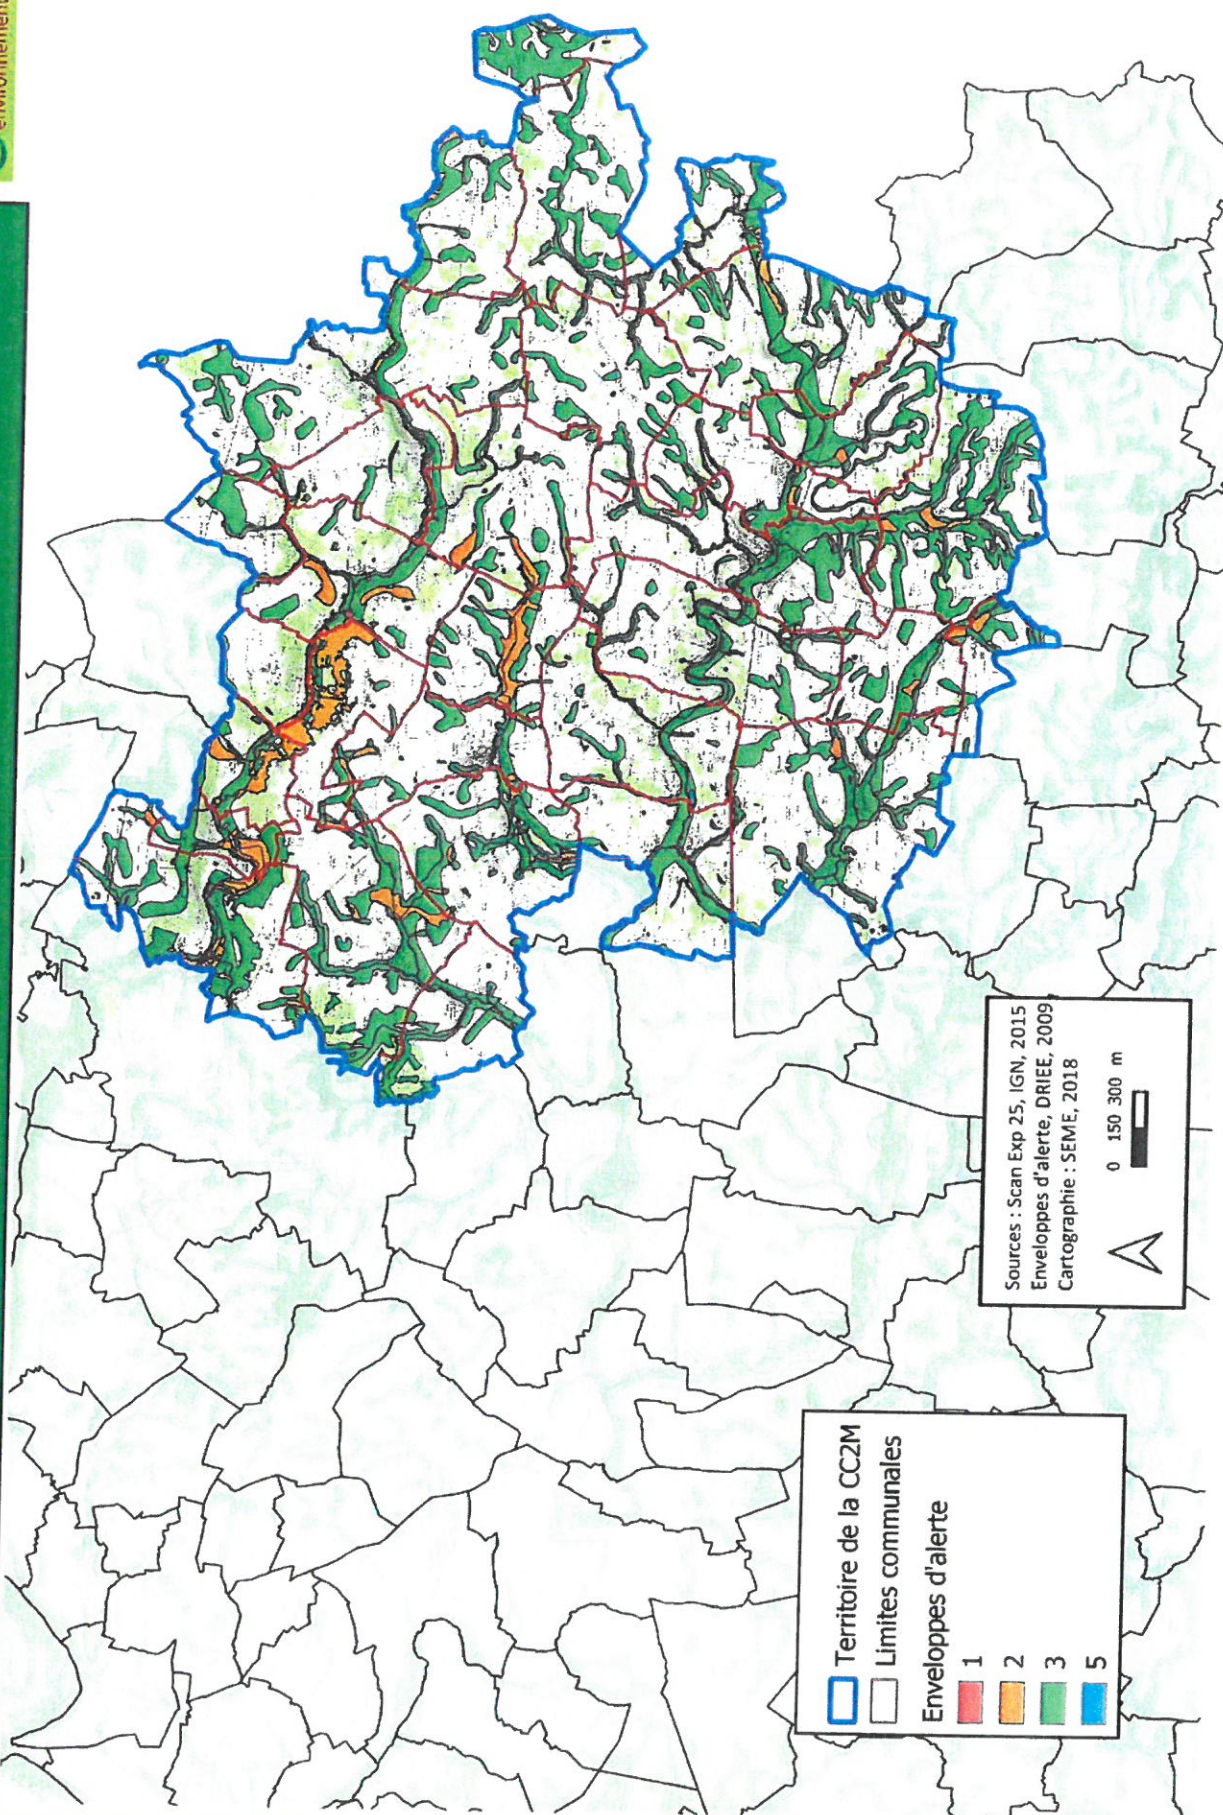 environnement
Territoire de la CC2M
Limites communales
Enveloppes d'alerte
1
2
3
5
Sources : Scan Exp 25, IGN, 2015
Enveloppes d'alerte, DRIEE, 2009
Cartographie : SEME, 2018
0 150 300 m